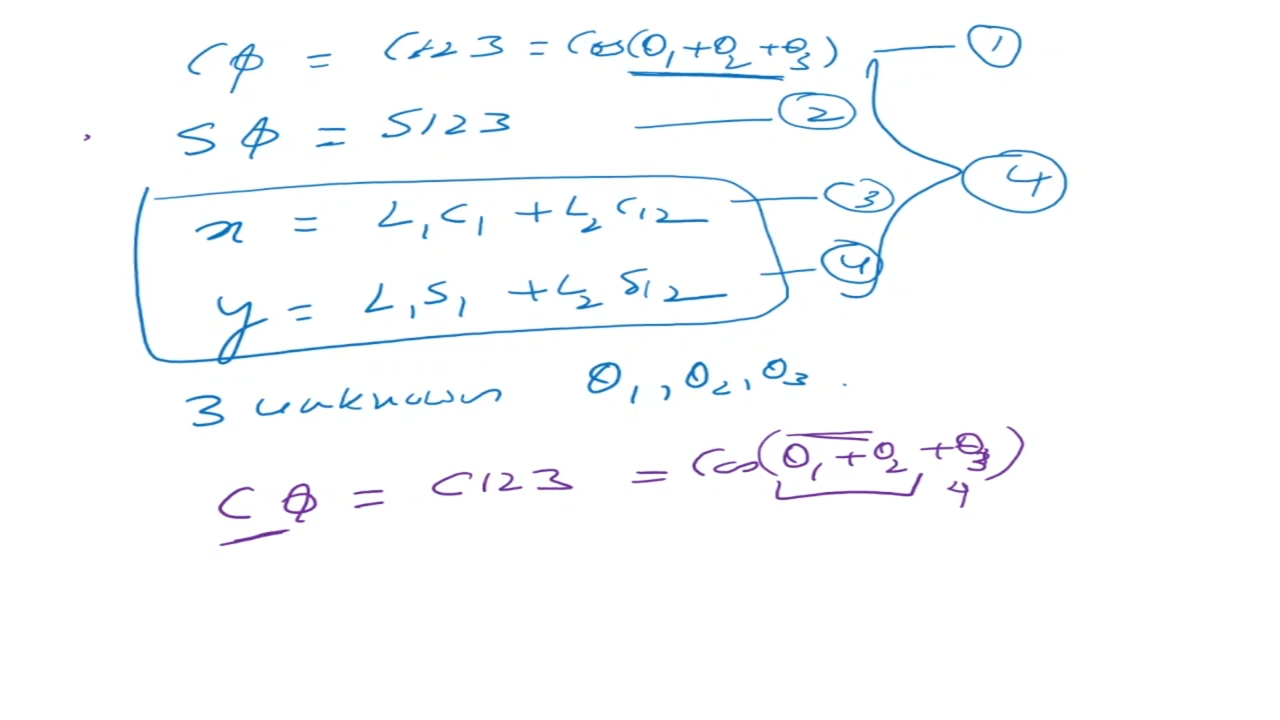 Cϕ = C123 = Cos(θ₁+θ₂+θ₃) — ①
Sϕ = S123 — ②
④
x = L₁C₁ + L₂C₁₂ — ③
y = L₁S₁ + L₂S₁₂ — ④
3 unknown θ₁, θ₂, θ₃.
Cϕ = C123 = Cos(θ₁+θ₂+θ₃)
4